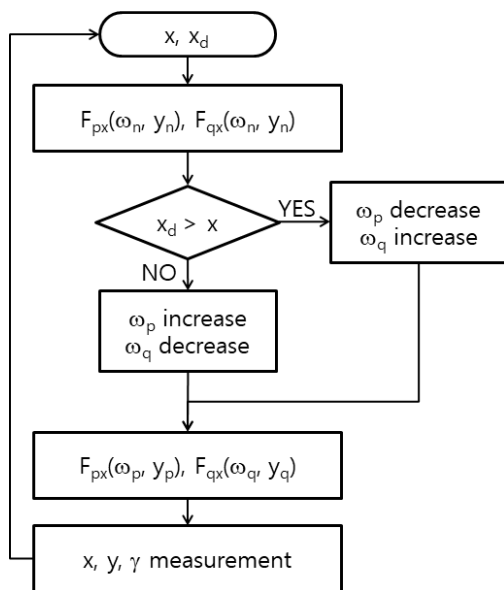 x, x_d
F_px(ω_n, y_n), F_qx(ω_n, y_n)
x_d > x
YES
ω_p decrease
ω_q increase
NO
ω_p increase
ω_q decrease
F_px(ω_p, y_p), F_qx(ω_q, y_q)
x, y, γ measurement